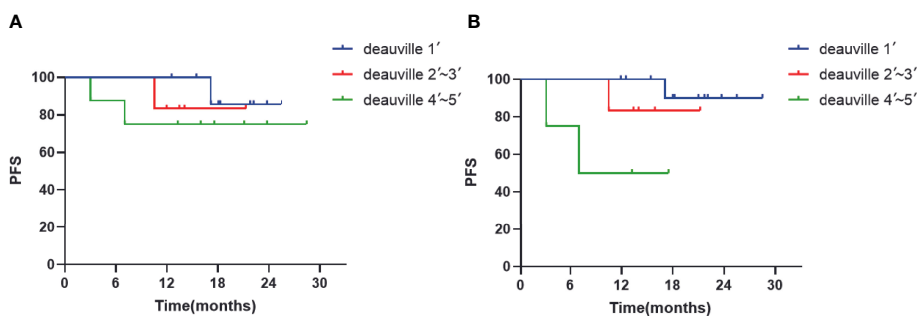 A
deauville 1′
deauville 2′~3′
deauville 4′~5′
100
80
60
40
20
0
PFS
0 6 12 18 24 30
Time(months)
B
deauville 1′
deauville 2′~3′
deauville 4′~5′
100
80
60
40
20
0
PFS
0 6 12 18 24 30
Time(months)